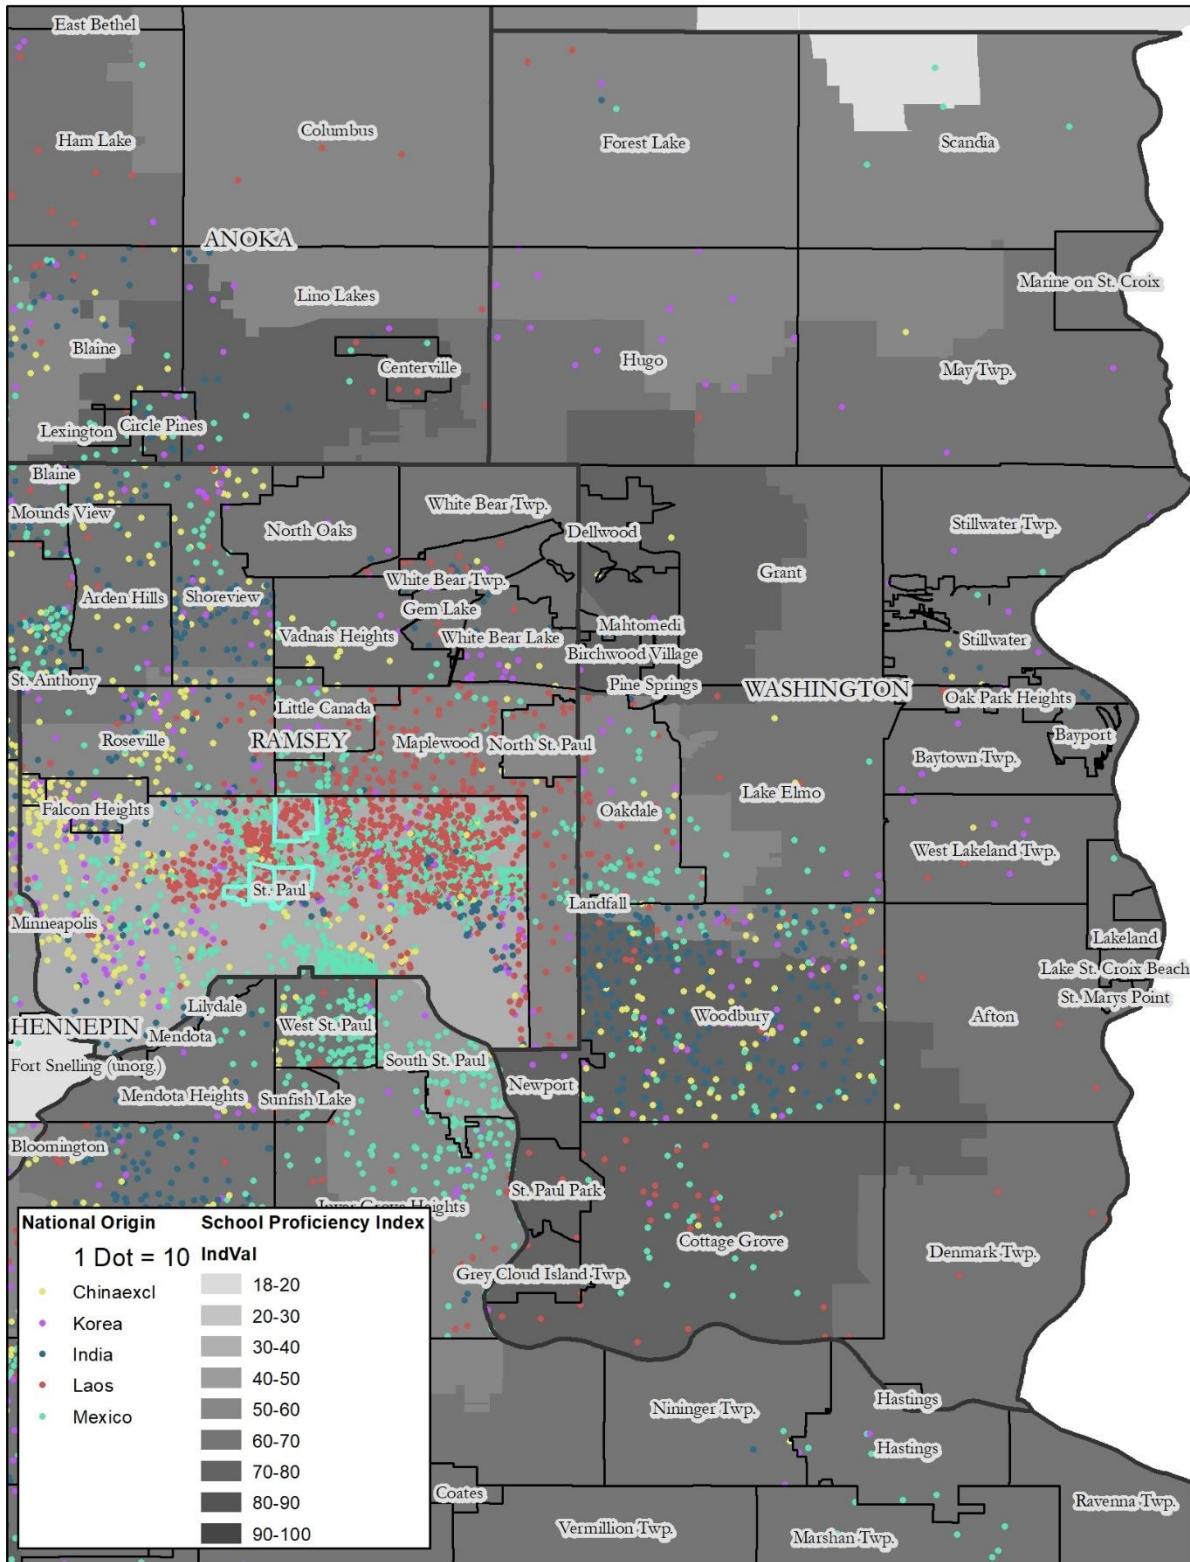 East Bethel
Ham Lake
Columbus
Forest Lake
Scandia
ANOKA
Marine on St. Croix
Lino Lakes
Blaine
Centerville
Hugo
May Twp.
Lexington
Circle Pines
Blaine
Mounds View
North Oaks
White Bear Twp.
Dellwood
Stillwater Twp.
Grant
White Bear Twp.
Arden Hills
Shoreview
Gem Lake
Vadnais Heights
White Bear Lake
Mahtomedi
Stillwater
Birchwood Village
St. Anthony
Pine Springs
WASHINGTON
Oak Park Heights
Little Canada
Roseville
RAMSEY
Maplewood
North St. Paul
Bayport
Baytown Twp.
Falcon Heights
Oakdale
Lake Elmo
West Lakeland Twp.
St. Paul
Landfall
Minneapolis
Lakeland
Lake St. Croix Beach
St. Marys Point
Lilydale
Woodbury
Afton
HENNEPIN
Mendota
West St. Paul
Fort Snelling (unorg.)
South St. Paul
Newport
Mendota Heights
Sunfish Lake
Bloomington
St. Paul Park
Inver Grove Heights
Cottage Grove
Denmark Twp.
Grey Cloud Island Twp.
Hastings
Nininger Twp.
Hastings
Coates
Ravenna Twp.
Vermillion Twp.
Marshan Twp.
National Origin
1 Dot = 10
Chinaexcl
Korea
India
Laos
Mexico
School Proficiency Index
IndVal
18-20
20-30
30-40
40-50
50-60
60-70
70-80
80-90
90-100